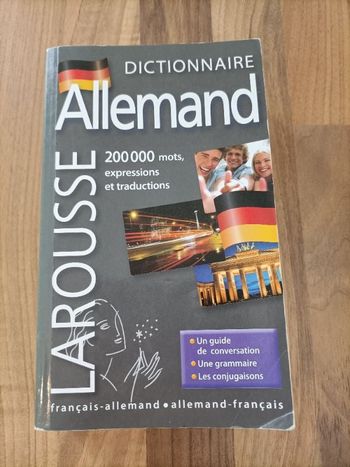 DICTIONNAIRE
Allemand
LAROUSSE
200 000 mots,
expressions
et traductions
Un guide
de conversation
Une grammaire
Les conjugaisons
français-allemand • allemand-français